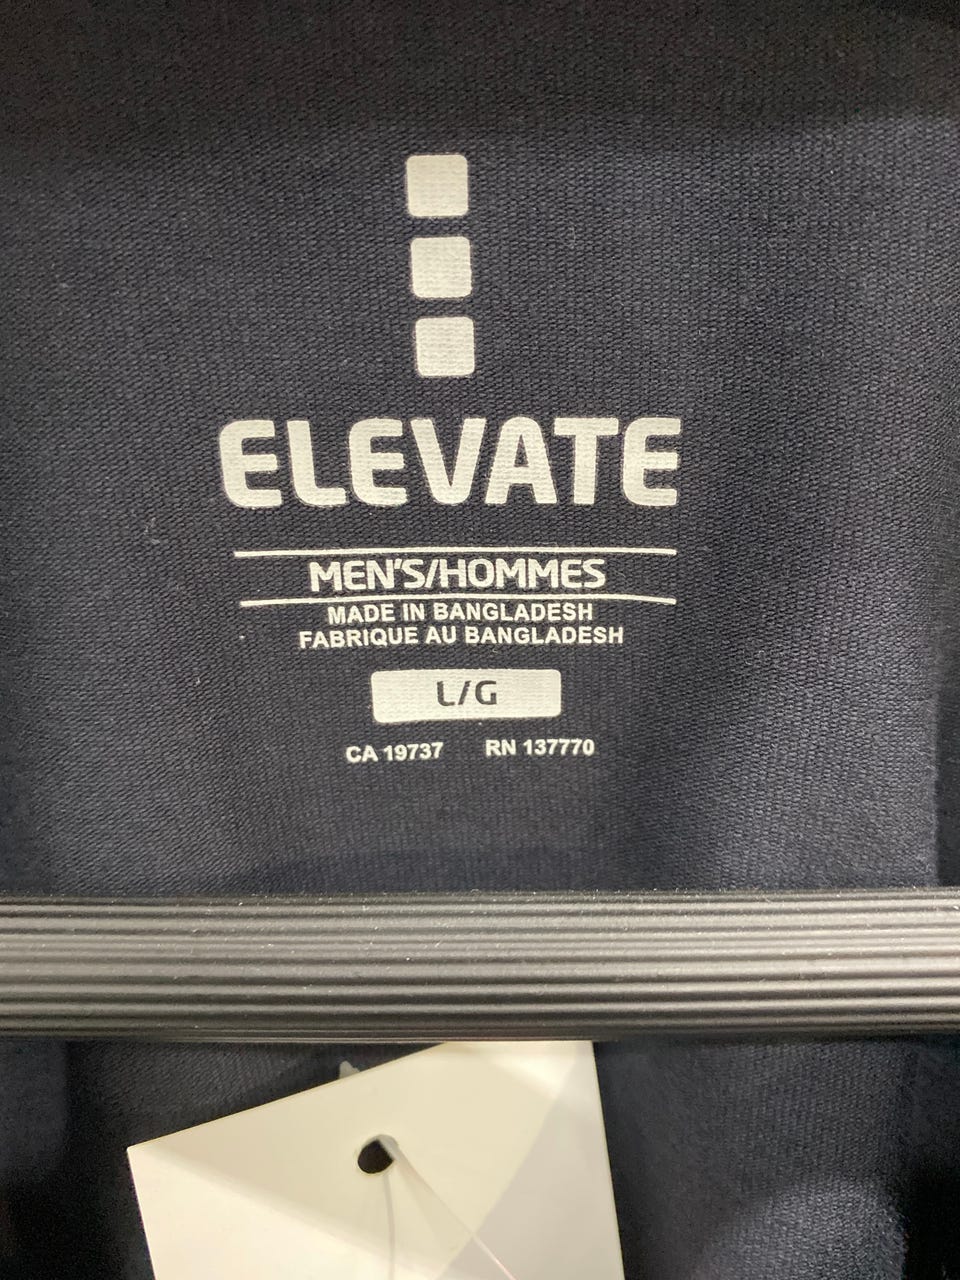 ELEVATE
MEN'S/HOMMES
MADE IN BANGLADESH
FABRIQUE AU BANGLADESH
L/G
CA 19737 RN 137770